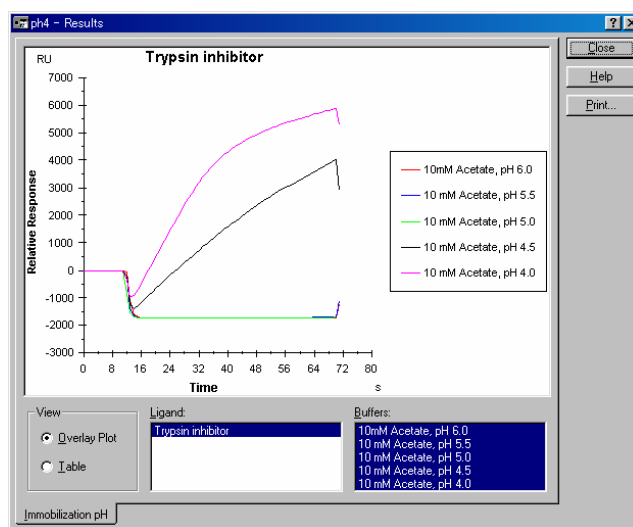 ph4 - Results
Close
Help
Print...
Trypsin inhibitor
RU
7000
6000
5000
4000
3000
2000
1000
0
-1000
-2000
-3000
Relative Response
0 8 16 24 32 40 48 56 64 72 80
Time
s
10mM Acetate, pH 6.0
10 mM Acetate, pH 5.5
10 mM Acetate, pH 5.0
10 mM Acetate, pH 4.5
10 mM Acetate, pH 4.0
View
Overlay Plot
Table
Ligand:
Trypsin inhibitor
Buffers:
10mM Acetate, pH 6.0
10 mM Acetate, pH 5.5
10 mM Acetate, pH 5.0
10 mM Acetate, pH 4.5
10 mM Acetate, pH 4.0
Immobilization pH